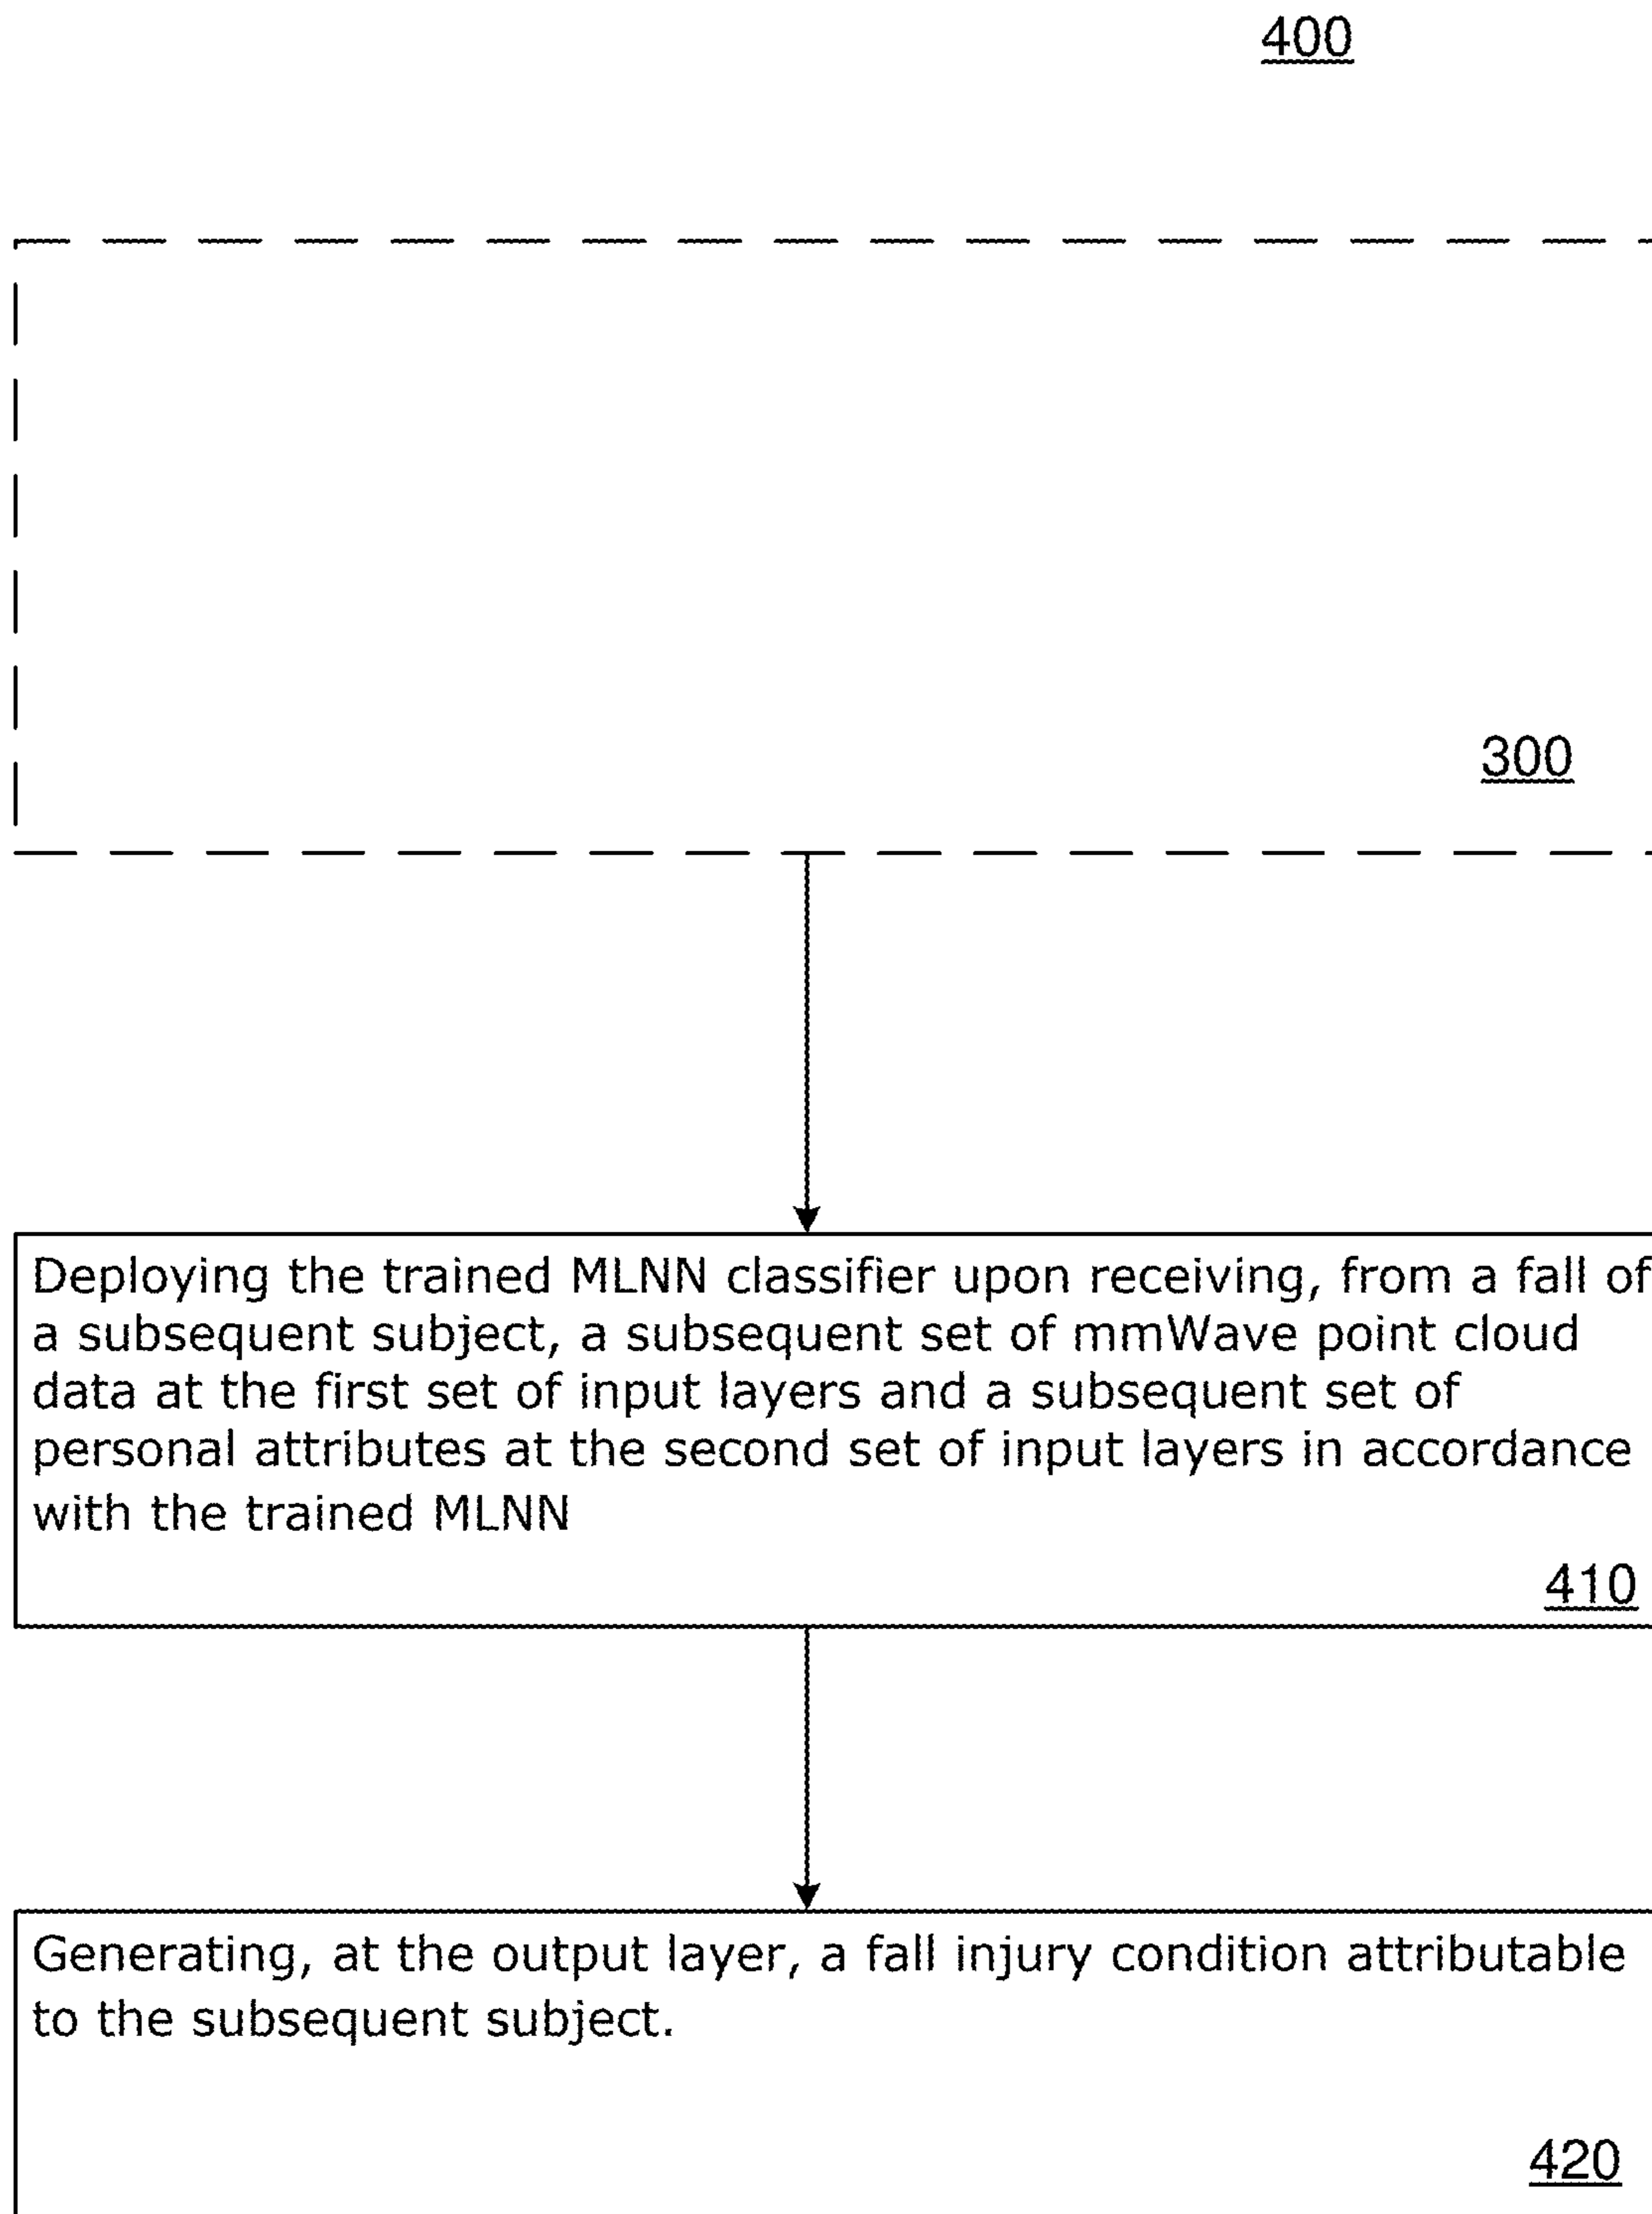 400
300
Deploying the trained MLNN classifier upon receiving, from a fall of
a subsequent subject, a subsequent set of mmWave point cloud
data at the first set of input layers and a subsequent set of
personal attributes at the second set of input layers in accordance
with the trained MLNN
410
Generating, at the output layer, a fall injury condition attributable
to the subsequent subject.
420